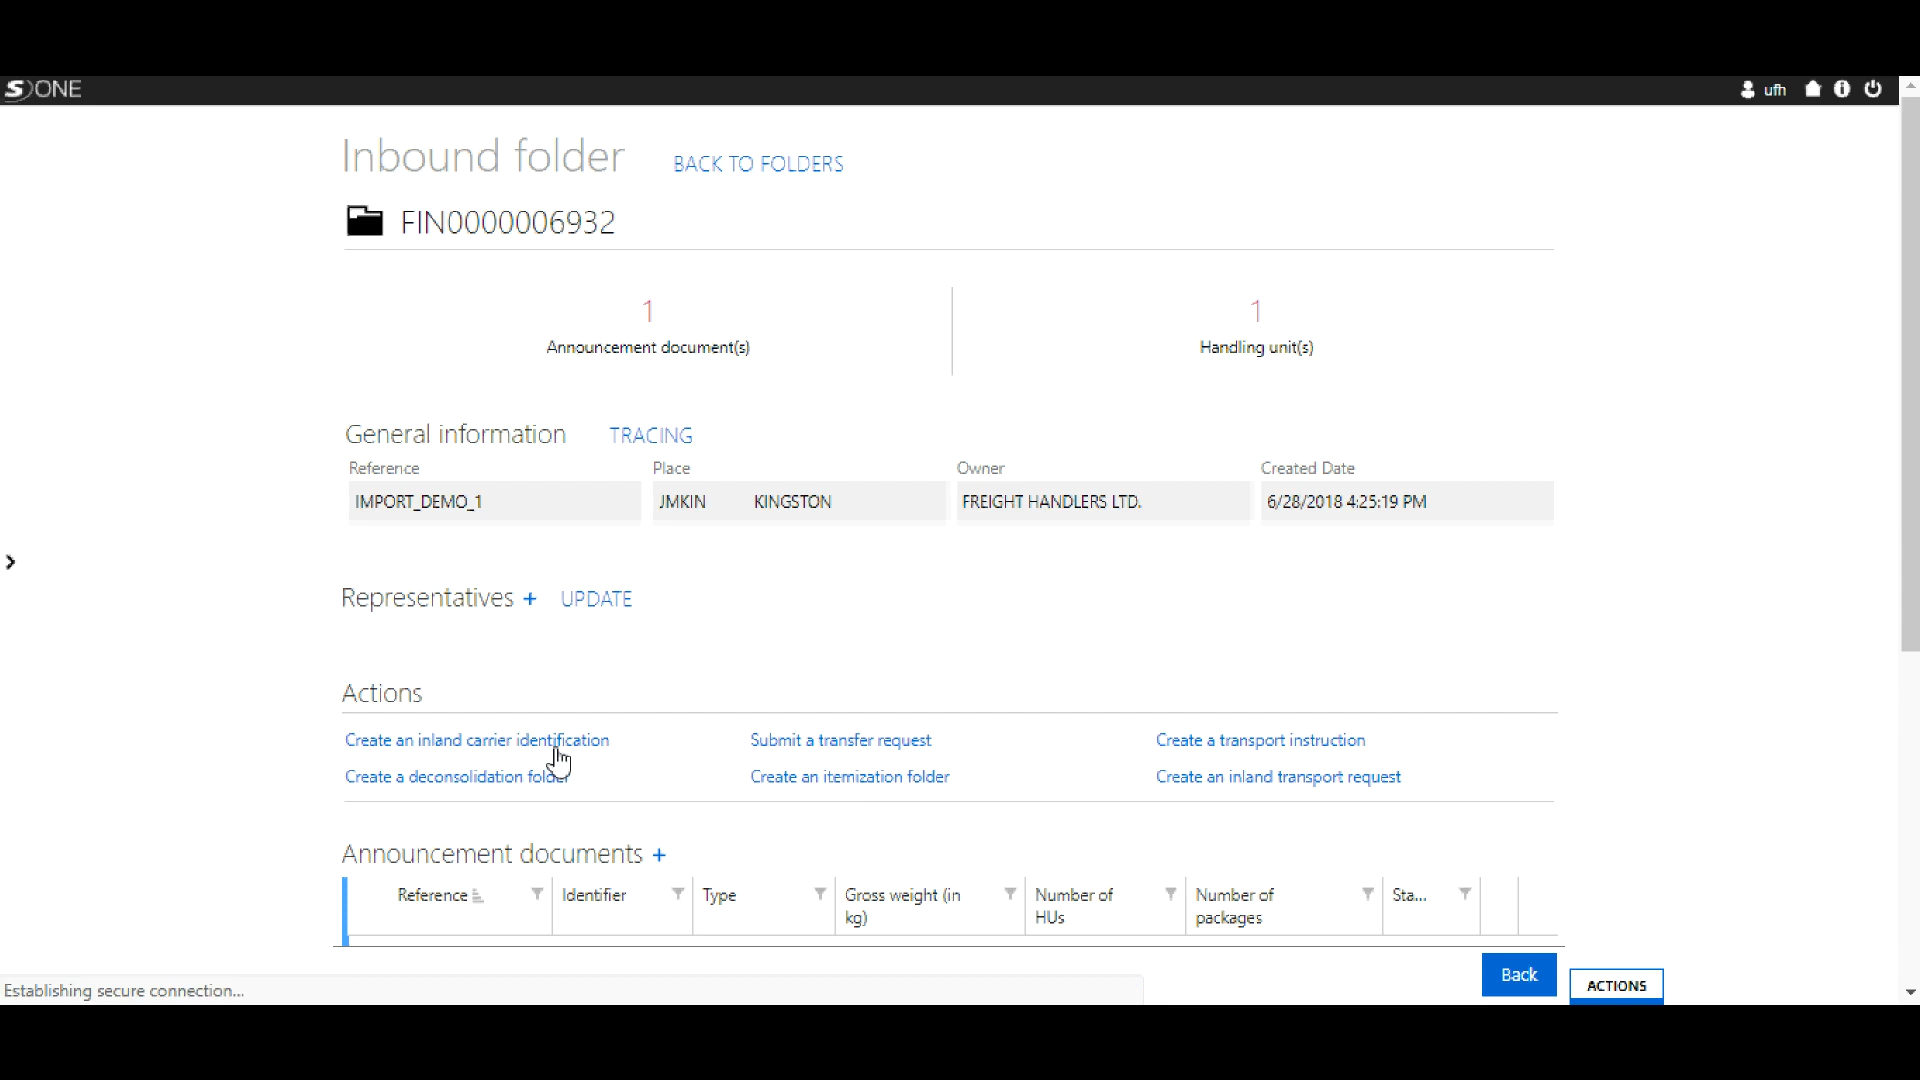 S)ONE
ufh
Inbound folder BACK TO FOLDERS
FIN0000006932
1 1
Announcement document(s) Handling unit(s)
General information TRACING
Reference Place Owner Created Date
IMPORT_DEMO_1 JMKIN KINGSTON FREIGHT HANDLERS LTD. 6/28/2018 4:25:19 PM
Representatives + UPDATE
Actions
Create an inland carrier identification Submit a transfer request Create a transport instruction
Create a deconsolidation folder Create an itemization folder Create an inland transport request
Announcement documents +
Reference Identifier Type Gross weight (in Number of Number of Sta...
kg) HUs packages
Back
Establishing secure connection... ACTIONS